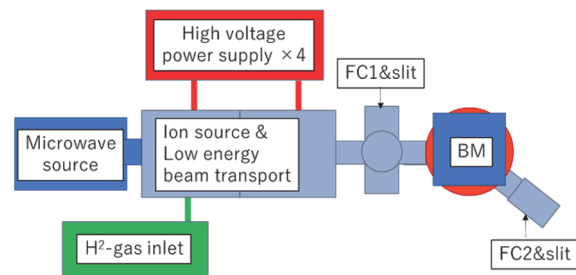 High voltage
power supply ×4
FC1&slit
Microwave
source
Ion source &
Low energy
beam transport
BM
H²-gas inlet
FC2&slit